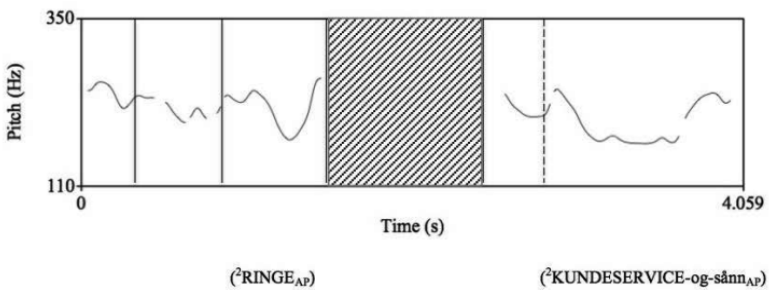 350
Pitch (Hz)
110
0
4.059
Time (s)
(²RINGE_AP)
(²KUNDESERVICE-og-sånn_AP)